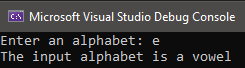 Microsoft Visual Studio Debug Console
Enter an alphabet: e
The input alphabet is a vowel